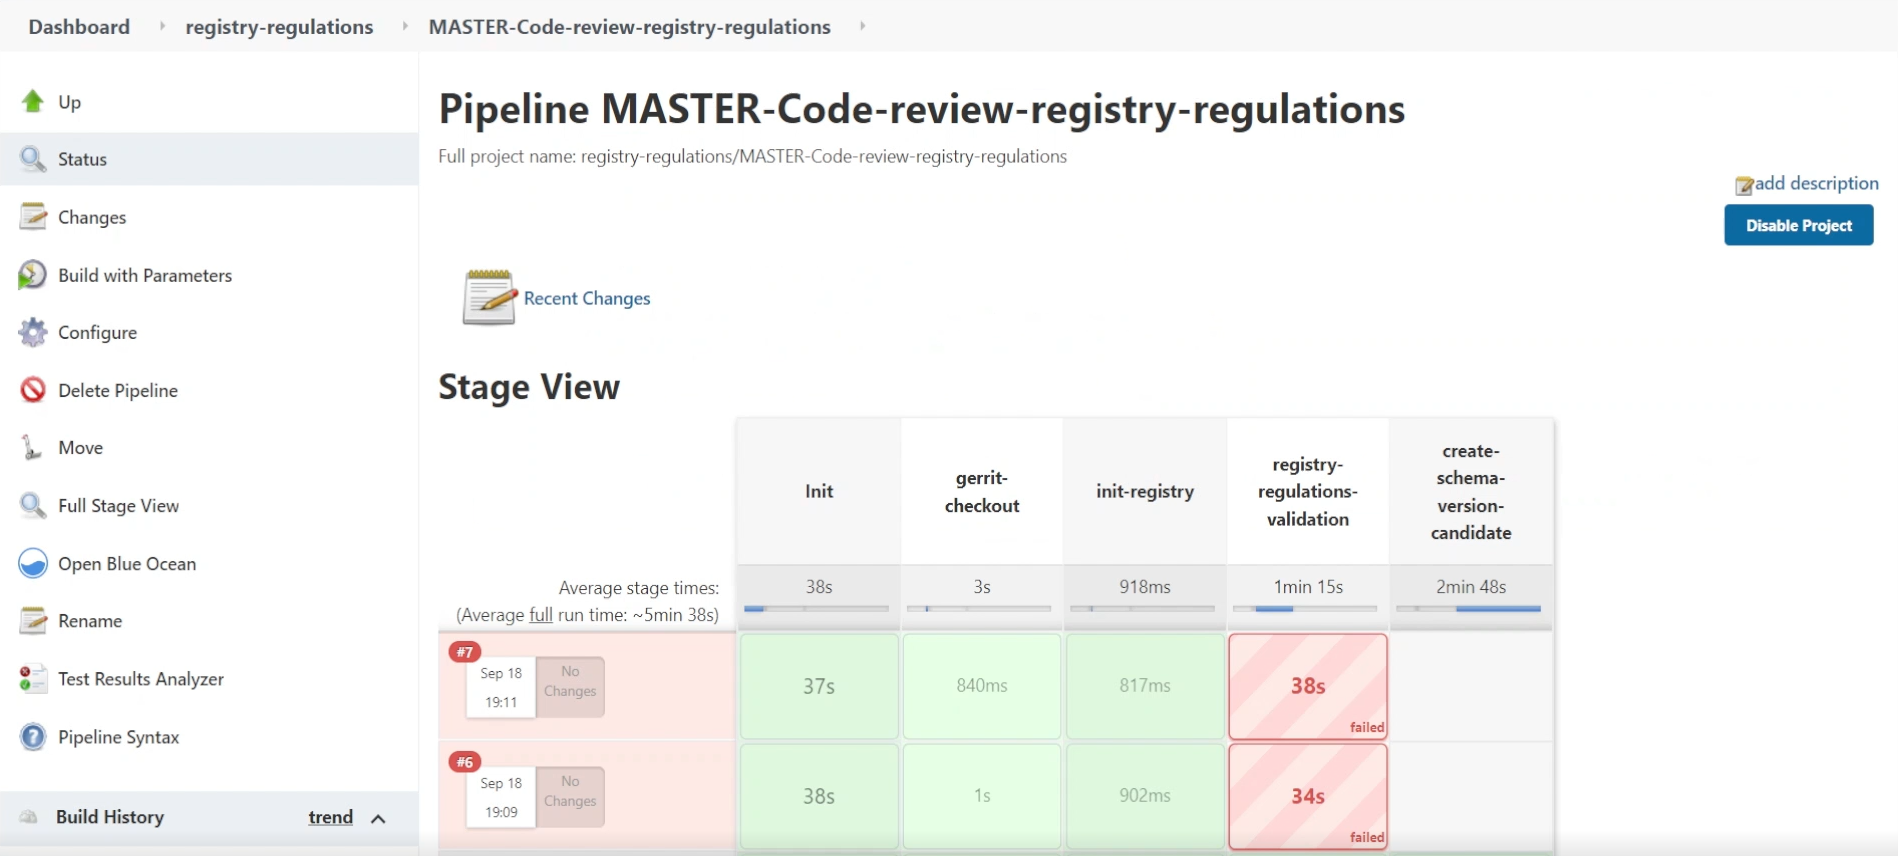 Dashboard
registry-regulations
MASTER-Code-review-registry-regulations
Up
Status
Changes
Build with Parameters
Configure
Delete Pipeline
Move
Full Stage View
Open Blue Ocean
Rename
Test Results Analyzer
Pipeline Syntax
Build History
trend
Pipeline MASTER-Code-review-registry-regulations
Full project name: registry-regulations/MASTER-Code-review-registry-regulations
add description
Disable Project
Recent Changes
Stage View
Init
gerrit-
checkout
init-registry
registry-
regulations-
validation
create-
schema-
version-
candidate
Average stage times:
(Average full run time: ~5min 38s)
38s
3s
918ms
1min 15s
2min 48s
#7
Sep 18
19:11
No
Changes
37s
840ms
817ms
38s
failed
#6
Sep 18
19:09
No
Changes
38s
1s
902ms
34s
failed